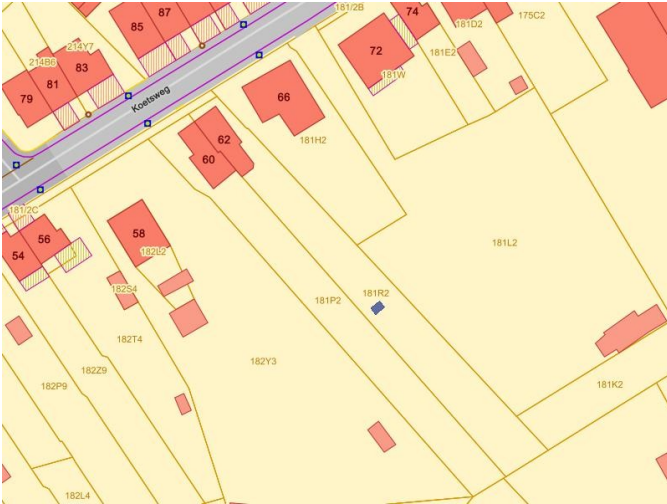 181/2B
74
181D2
175C2
85
87
214Y7
72
181E2
83
214B6
81
181W
79
Koetsweg
66
62
181H2
60
181/2C
56
58
181L2
54
182L2
182S4
181R2
181P2
182T4
182Y3
182Z9
181K2
182P9
182L4